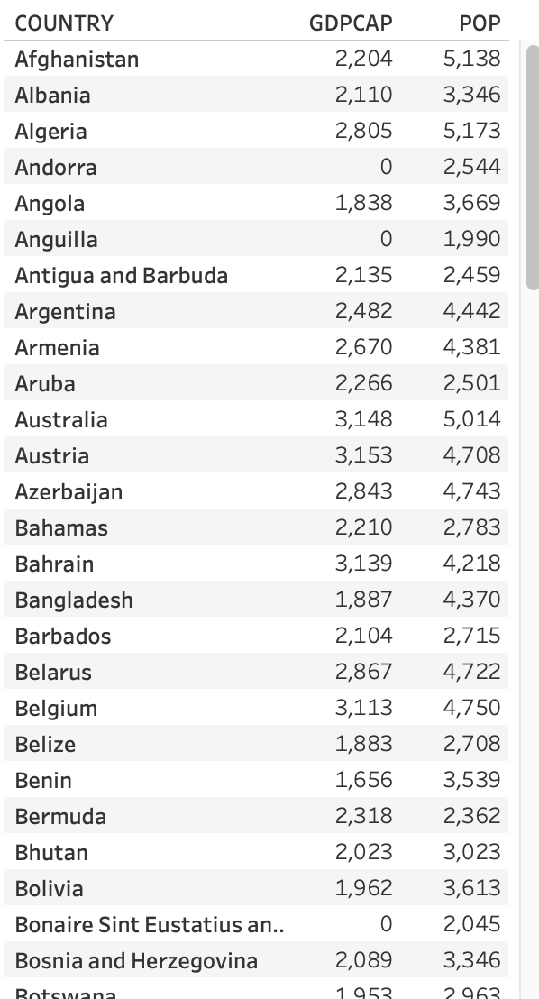 COUNTRY GDPCAP POP
Afghanistan 2,204 5,138
Albania 2,110 3,346
Algeria 2,805 5,173
Andorra 0 2,544
Angola 1,838 3,669
Anguilla 0 1,990
Antigua and Barbuda 2,135 2,459
Argentina 2,482 4,442
Armenia 2,670 4,381
Aruba 2,266 2,501
Australia 3,148 5,014
Austria 3,153 4,708
Azerbaijan 2,843 4,743
Bahamas 2,210 2,783
Bahrain 3,139 4,218
Bangladesh 1,887 4,370
Barbados 2,104 2,715
Belarus 2,867 4,722
Belgium 3,113 4,750
Belize 1,883 2,708
Benin 1,656 3,539
Bermuda 2,318 2,362
Bhutan 2,023 3,023
Bolivia 1,962 3,613
Bonaire Sint Eustatius an.. 0 2,045
Bosnia and Herzegovina 2,089 3,346
Botswana 1,953 2,963